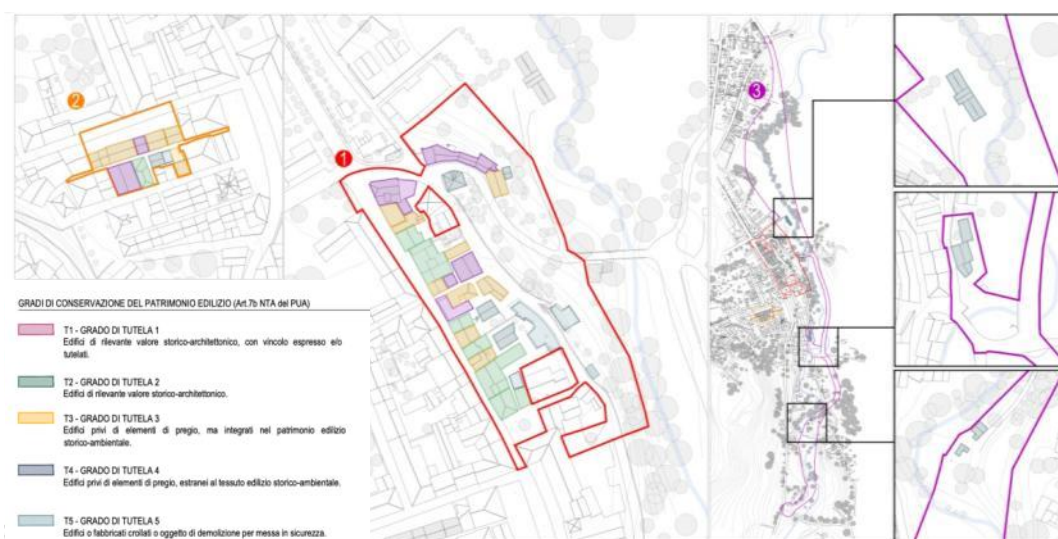 2
1
3
GRADI DI CONSERVAZIONE DEL PATRIMONIO EDILIZIO (Art.7b NTA del PUA)
T1 - GRADO DI TUTELA 1
Edifici di rilevante valore storico-architettonico, con vincolo espresso e/o
tutelati.
T2 - GRADO DI TUTELA 2
Edifici di rilevante valore storico-architettonico.
T3 - GRADO DI TUTELA 3
Edifici privi di elementi di pregio, ma integrati nel patrimonio edilizio
storico-ambientale.
T4 - GRADO DI TUTELA 4
Edifici privi di elementi di pregio, estranei al tessuto edilizio storico-ambientale.
T5 - GRADO DI TUTELA 5
Edifici o fabbricati crollati o oggetto di demolizione per messa in sicurezza.